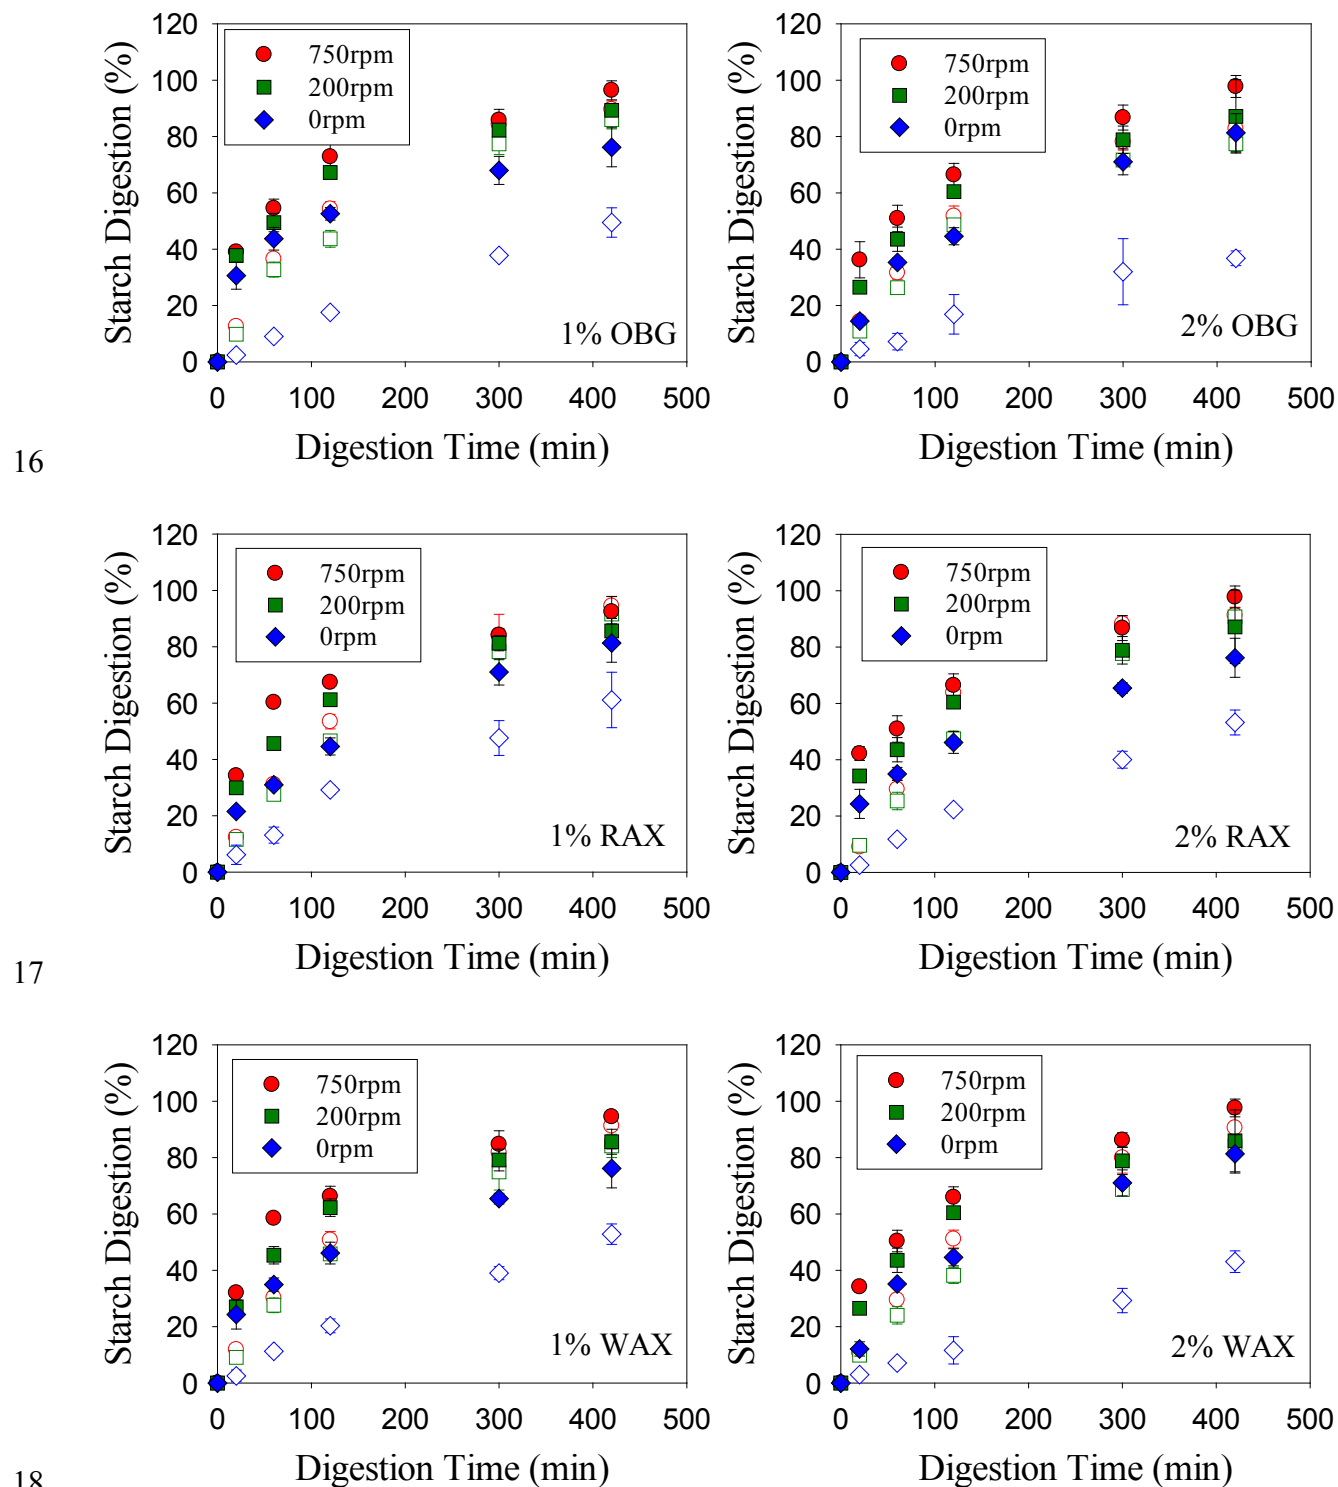 120
100
80
60
40
20
0
Starch Digestion (%)
750rpm
200rpm
0rpm
1% OBG
0 100 200 300 400 500
Digestion Time (min)
120
100
80
60
40
20
0
Starch Digestion (%)
750rpm
200rpm
0rpm
2% OBG
0 100 200 300 400 500
Digestion Time (min)
16
120
100
80
60
40
20
0
Starch Digestion (%)
750rpm
200rpm
0rpm
1% RAX
0 100 200 300 400 500
Digestion Time (min)
120
100
80
60
40
20
0
Starch Digestion (%)
750rpm
200rpm
0rpm
2% RAX
0 100 200 300 400 500
Digestion Time (min)
17
120
100
80
60
40
20
0
Starch Digestion (%)
750rpm
200rpm
0rpm
1% WAX
0 100 200 300 400 500
Digestion Time (min)
120
100
80
60
40
20
0
Starch Digestion (%)
750rpm
200rpm
0rpm
2% WAX
0 100 200 300 400 500
Digestion Time (min)
18